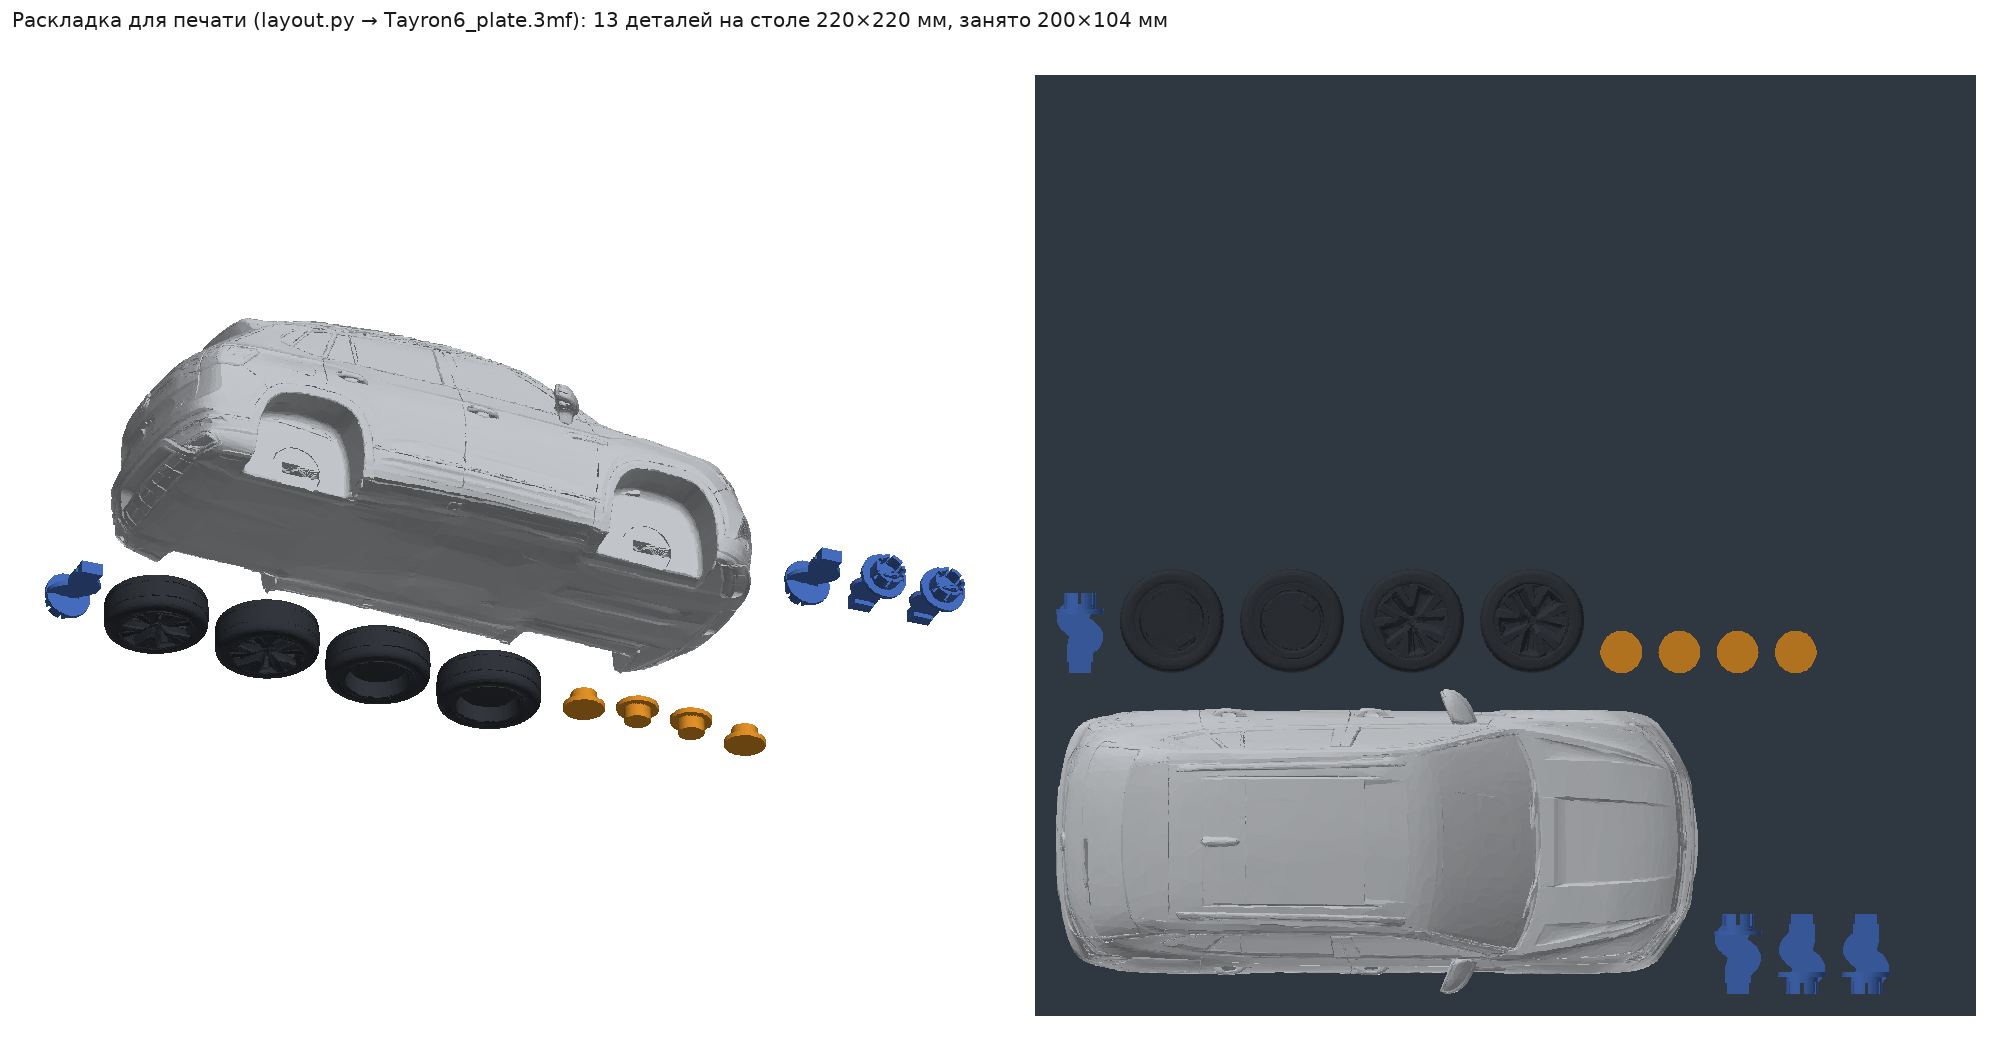 Раскладка для печати (layout.py → Tayron6_plate.3mf): 13 деталей на столе 220×220 мм, занято 200×104 мм